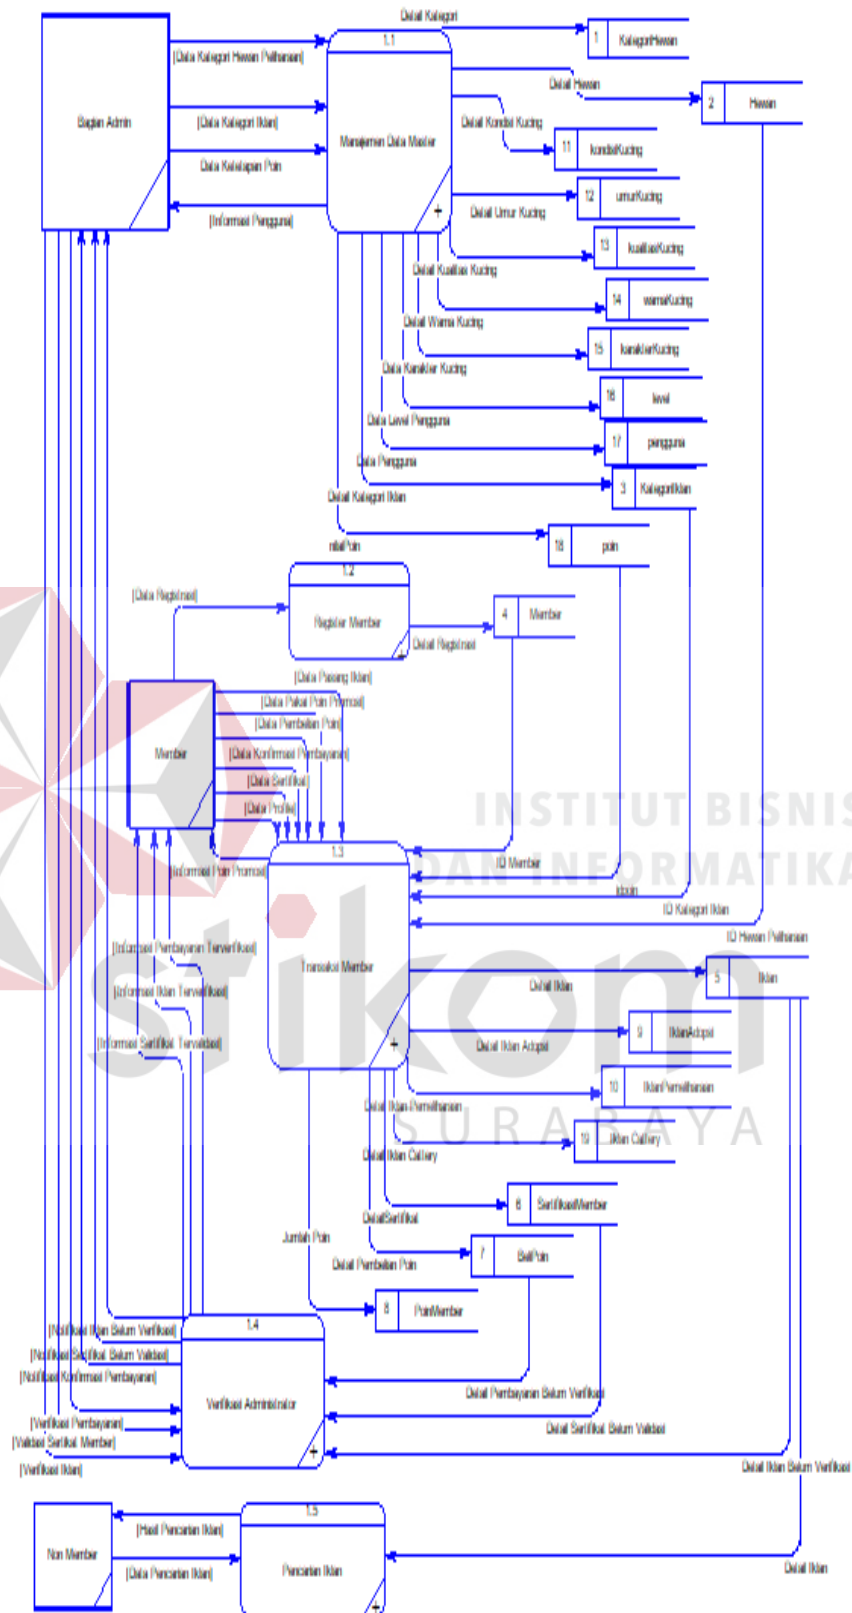 Detail Kategori
1.1
1 KategoriHewan
[Data Kategori Hewan Peliharaan]
Detail Hewan
2 Hewan
Bagian Admin
[Data Kategori Iklan]
Detail Kondisi Kucing
Manajemen Data Master
11 kondisiKucing
Data Ketetapan Poin
12 umurKucing
[Informasi Pengguna]
+
Detail Umur Kucing
13 kualitasKucing
Detail Kualitas Kucing
14 warnaKucing
Detail Warna Kucing
15 karakterKucing
Data Karakter Kucing
16 level
Data Level Pengguna
17 pengguna
Data Pengguna
3 KategoriIklan
Detail Kategori Iklan
18 poin
nilaiPoin
1.2
[Data Registrasi]
4 Member
Register Member
Detail Registrasi
+
[Data Pasang Iklan]
[Data Pakai Poin Promosi]
[Data Pembelian Poin]
Member
[Data Konfirmasi Pembayaran]
[Data Sertifikat]
[Data Profile]
INSTITUT BISNIS
1.3
[Informasi Poin Promosi]
ID Member
DAN INFORMATIKA
idpoin
ID Kategori Iklan
ID Hewan Peliharaan
[Informasi Pembayaran Terverifikasi]
Transaksi Member
stikom
5 Iklan
Detail Iklan
[Informasi Iklan Terverifikasi]
9 IklanAdopsi
[Informasi Sertifikat Tervalidasi]
+
Detail Iklan Adopsi
10 IklanPemeliharaan
Detail Iklan Pemeliharaan
SURABAYA
19 Iklan Cattery
Detail Iklan Cattery
6 SertifikasiMember
DetailSertifikat
Jumlah Poin
7 BeliPoin
Detail Pembelian Poin
8 PoinMember
1.4
[Notifikasi Iklan Belum Verifikasi]
[Notifikasi Sertifikat Belum Validasi]
[Notifikasi Konfirmasi Pembayaran]
Detail Pembayaran Belum Verifikasi
Verifikasi Administrator
[Verifikasi Pembayaran]
Detail Sertifikat Belum Validasi
[Validasi Sertikat Member]
+
[Verifikasi Iklan]
Detail Iklan Belum Verifikasi
1.5
[Hasil Pencarian Iklan]
Non Member
[Data Pencarian Iklan]
Pencarian Iklan
Detail Iklan
+